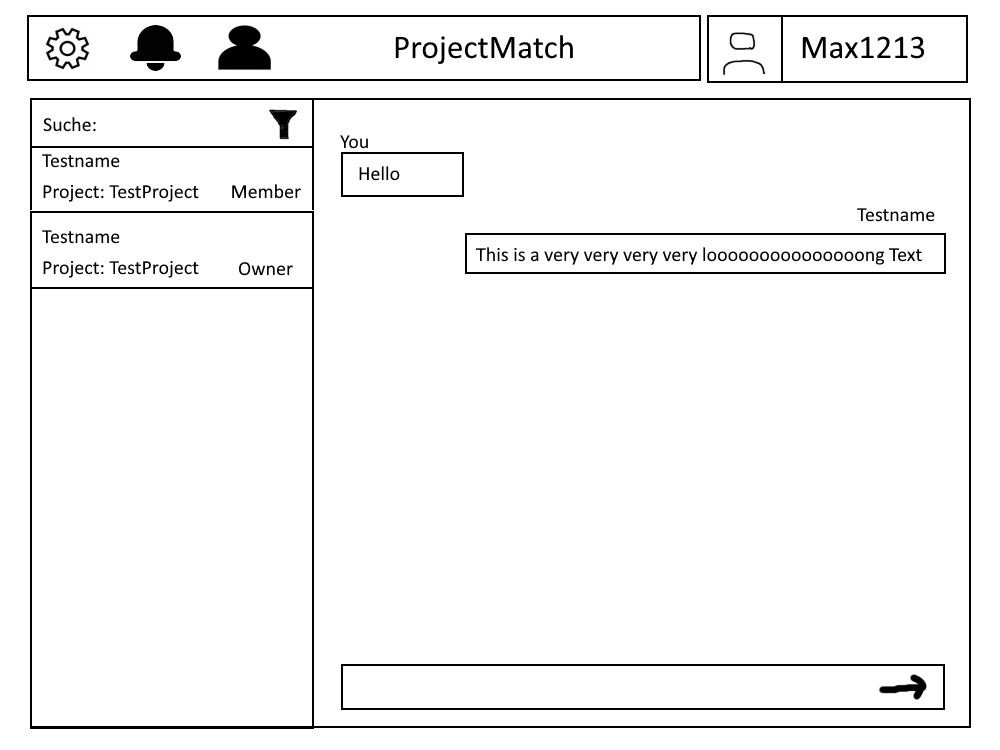 ProjectMatch
Max1213
Suche:
Testname
Project: TestProject Member
Testname
Project: TestProject Owner
You
Hello
Testname
This is a very very very very looooooooooooooong Text